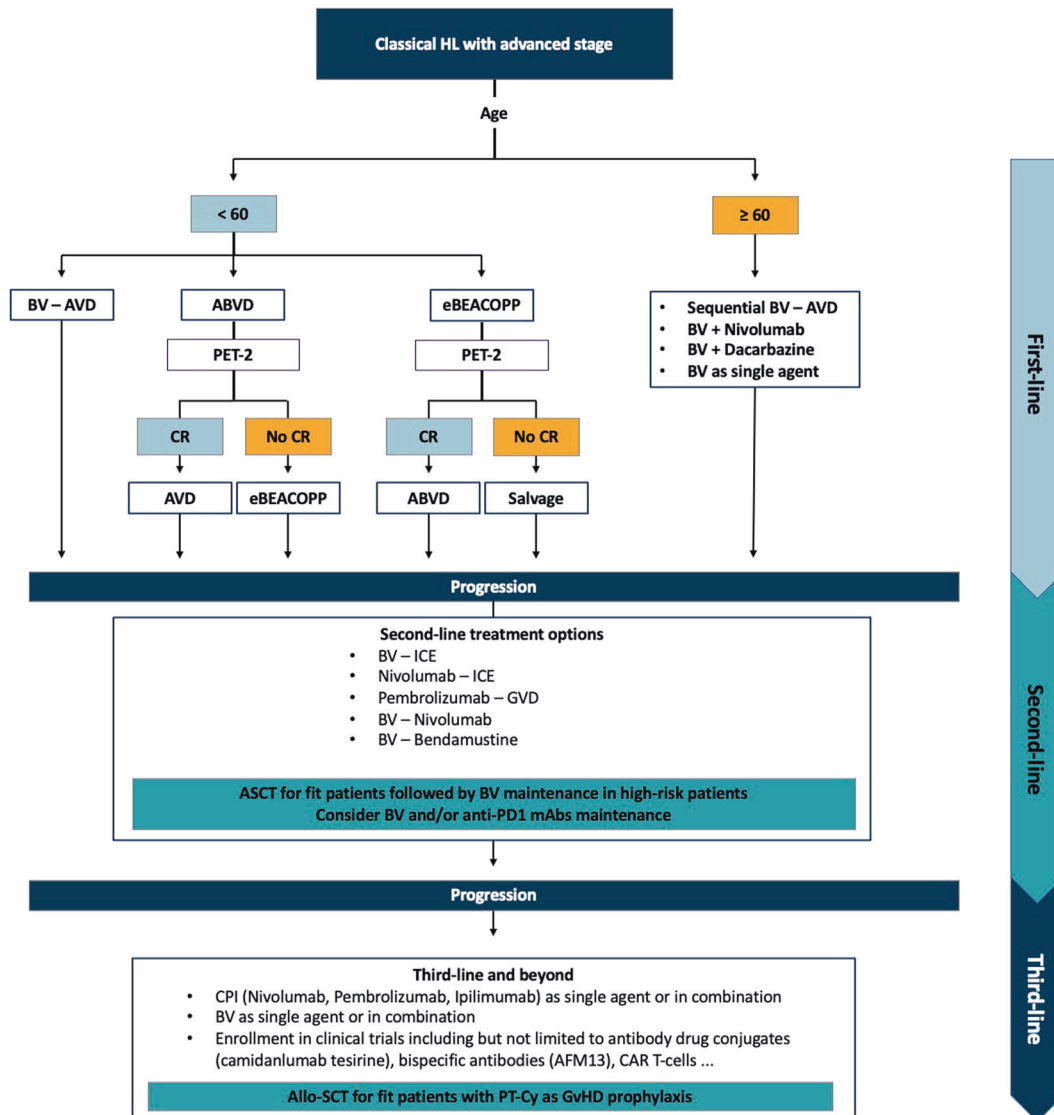 Classical HL with advanced stage
Age
< 60
≥ 60
BV – AVD
ABVD
eBEACOPP
PET-2
PET-2
• Sequential BV – AVD
• BV + Nivolumab
• BV + Dacarbazine
• BV as single agent
CR
No CR
CR
No CR
AVD
eBEACOPP
ABVD
Salvage
First-line
Progression
Second-line treatment options
• BV – ICE
• Nivolumab – ICE
• Pembrolizumab – GVD
• BV – Nivolumab
• BV – Bendamustine
ASCT for fit patients followed by BV maintenance in high-risk patients
Consider BV and/or anti-PD1 mAbs maintenance
Second-line
Progression
Third-line and beyond
• CPI (Nivolumab, Pembrolizumab, Ipilimumab) as single agent or in combination
• BV as single agent or in combination
• Enrollment in clinical trials including but not limited to antibody drug conjugates
(camidanlumab tesirine), bispecific antibodies (AFM13), CAR T-cells ...
Allo-SCT for fit patients with PT-Cy as GvHD prophylaxis
Third-line